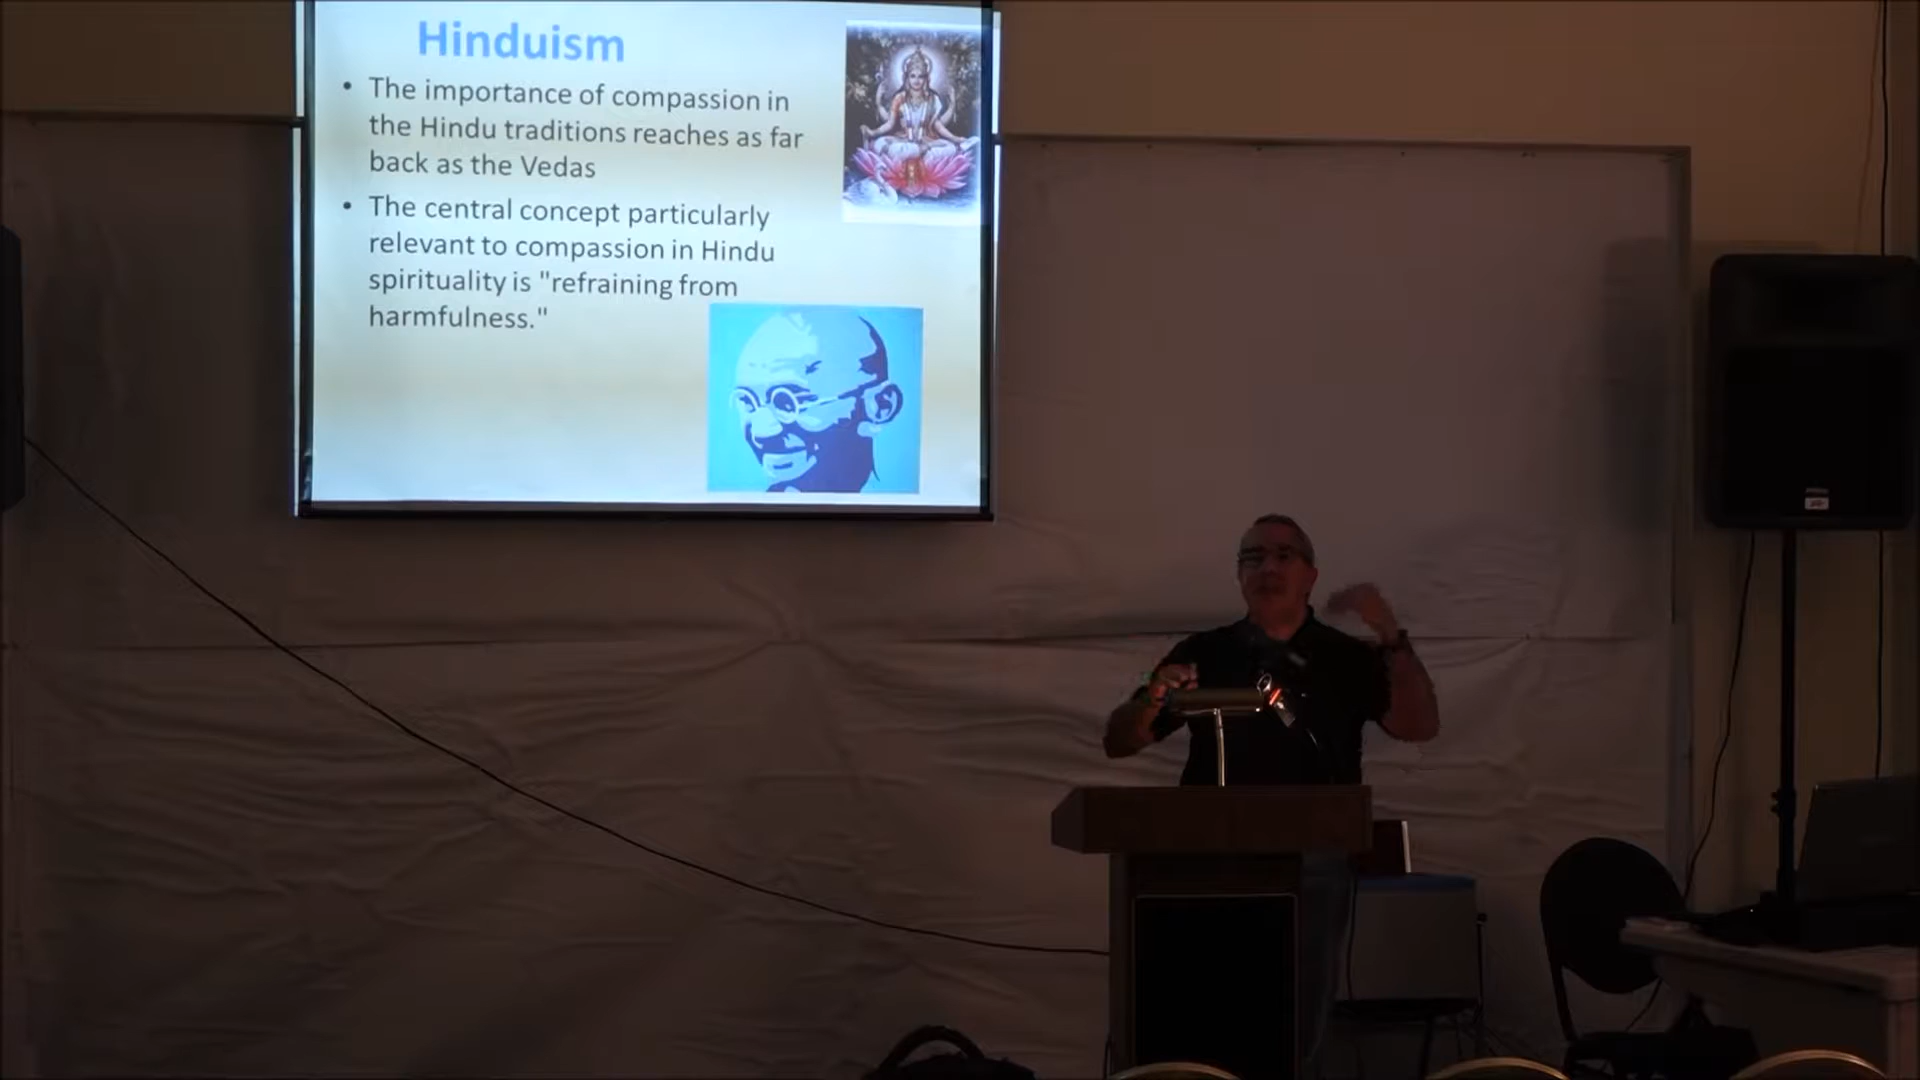 Hinduism
• The importance of compassion in
the Hindu traditions reaches as far
back as the Vedas
• The central concept particularly
relevant to compassion in Hindu
spirituality is "refraining from
harmfulness."